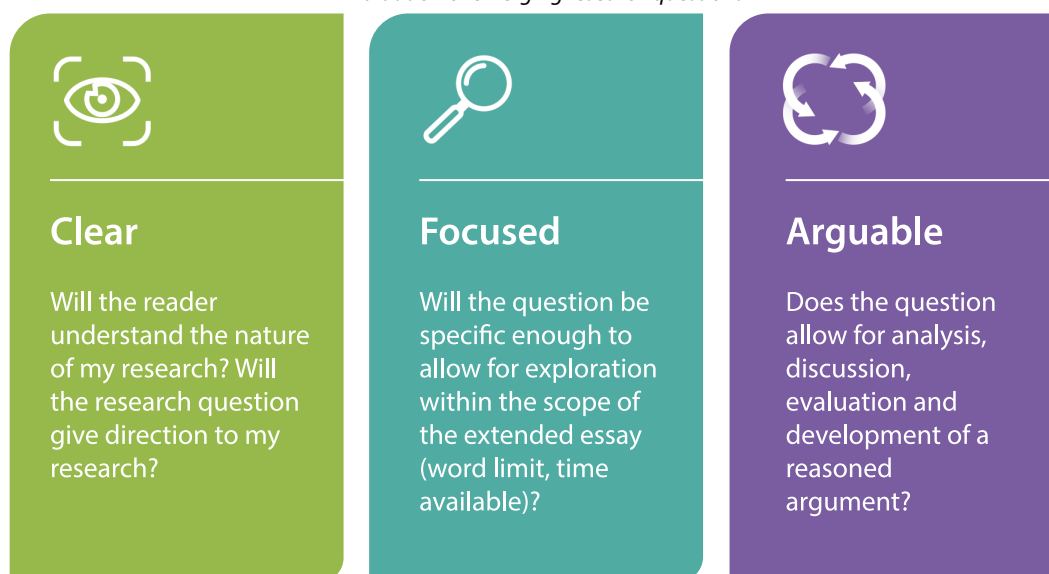 Clear
Will the reader
understand the nature
of my research? Will
the research question
give direction to my
research?
Focused
Will the question be
specific enough to
allow for exploration
within the scope of
the extended essay
(word limit, time
available)?
Arguable
Does the question
allow for analysis,
discussion,
evaluation and
development of a
reasoned
argument?